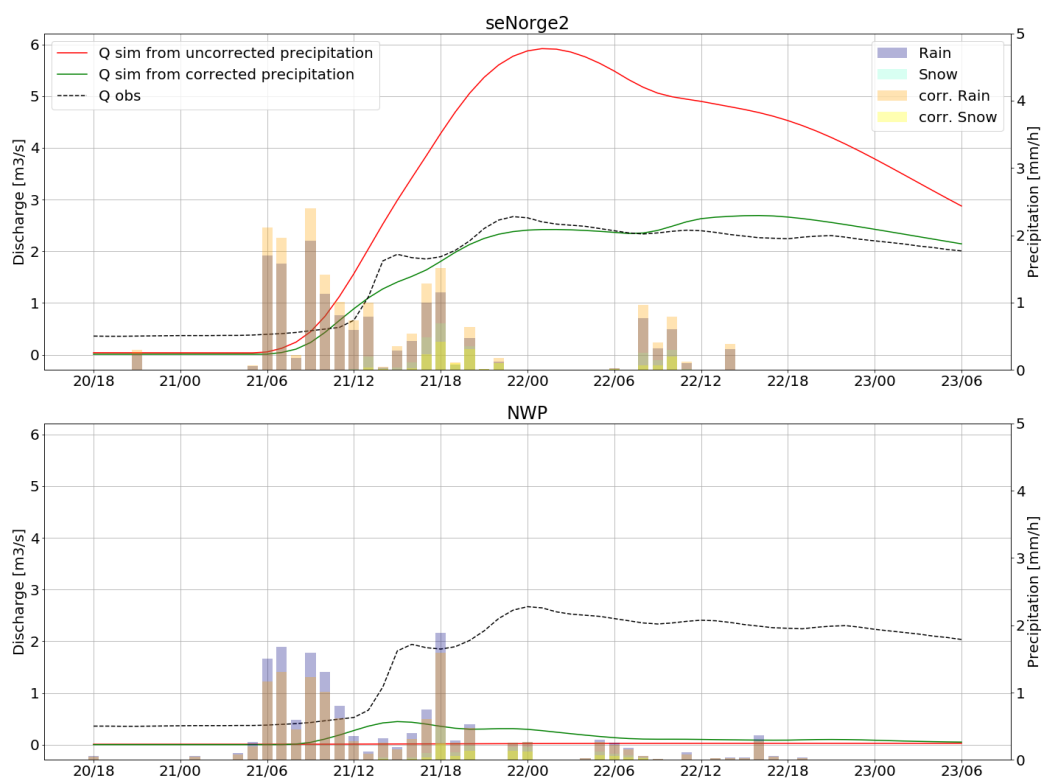 seNorge2
Q sim from uncorrected precipitation
Q sim from corrected precipitation
Q obs
Rain
Snow
corr. Rain
corr. Snow
Discharge [m3/s]
6
5
4
3
2
1
0
Precipitation [mm/h]
5
4
3
2
1
0
20/18 21/00 21/06 21/12 21/18 22/00 22/06 22/12 22/18 23/00 23/06
NWP
Discharge [m3/s]
6
5
4
3
2
1
0
Precipitation [mm/h]
5
4
3
2
1
0
20/18 21/00 21/06 21/12 21/18 22/00 22/06 22/12 22/18 23/00 23/06